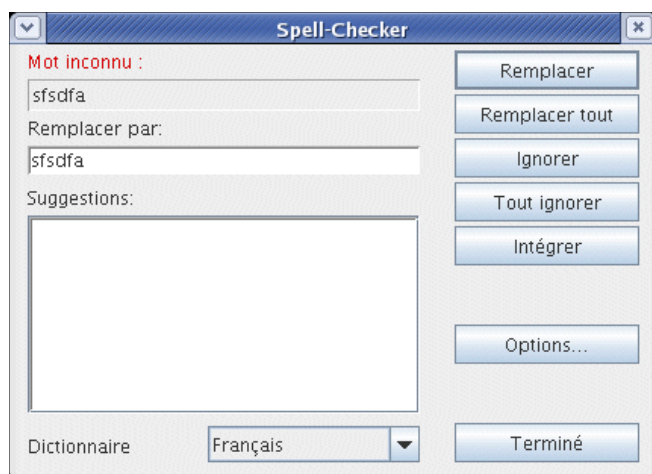 Spell-Checker
Mot inconnu :
sfsdfa
Remplacer par:
sfsdfa
Suggestions:
Dictionnaire
Français
Remplacer
Remplacer tout
Ignorer
Tout ignorer
Intégrer
Options...
Terminé